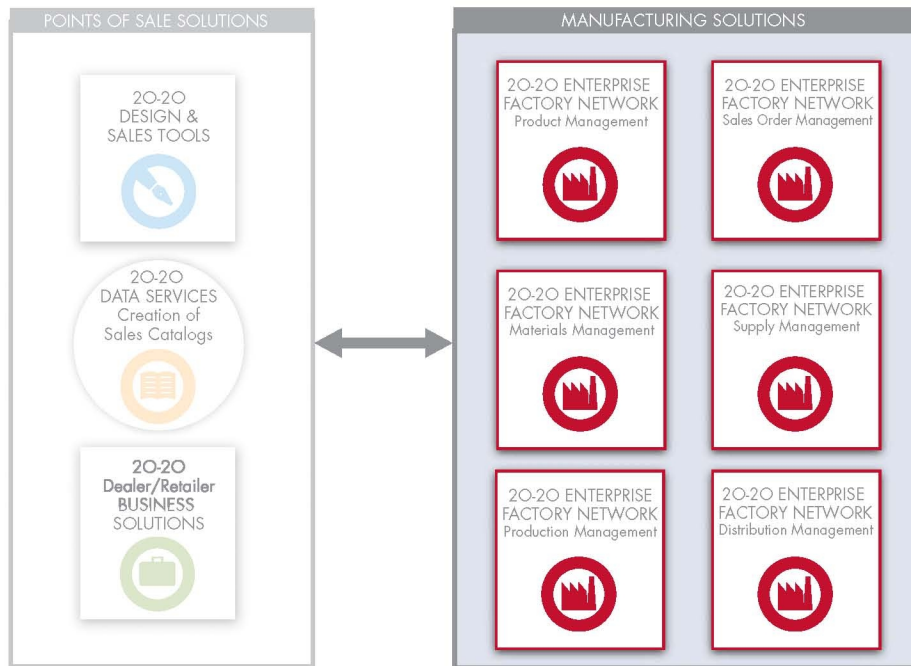 POINTS OF SALE SOLUTIONS
20-20
DESIGN &
SALES TOOLS
20-20
DATA SERVICES
Creation of
Sales Catalogs
20-20
Dealer/Retailer
BUSINESS
SOLUTIONS
MANUFACTURING SOLUTIONS
20-20 ENTERPRISE
FACTORY NETWORK
Product Management
20-20 ENTERPRISE
FACTORY NETWORK
Sales Order Management
20-20 ENTERPRISE
FACTORY NETWORK
Materials Management
20-20 ENTERPRISE
FACTORY NETWORK
Supply Management
20-20 ENTERPRISE
FACTORY NETWORK
Production Management
20-20 ENTERPRISE
FACTORY NETWORK
Distribution Management